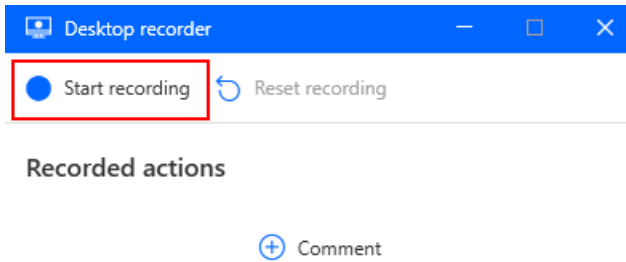 Desktop recorder
Start recording Reset recording
Recorded actions
Comment